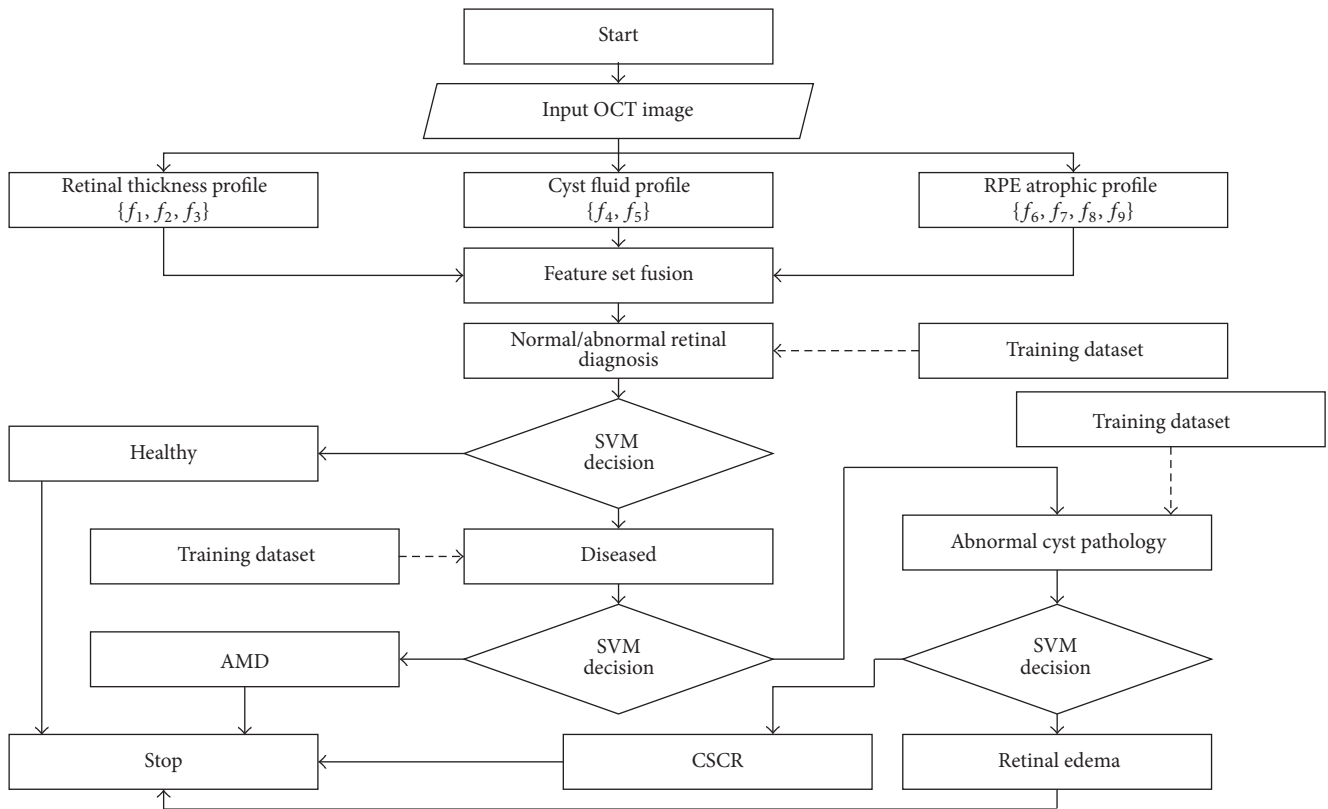 Start
Input OCT image
Retinal thickness profile
{f₁, f₂, f₃}
Cyst fluid profile
{f₄, f₅}
RPE atrophic profile
{f₆, f₇, f₈, f₉}
Feature set fusion
Normal/abnormal retinal
diagnosis
Training dataset
Training dataset
Healthy
SVM
decision
Training dataset
Diseased
Abnormal cyst pathology
AMD
SVM
decision
SVM
decision
Stop
CSCR
Retinal edema